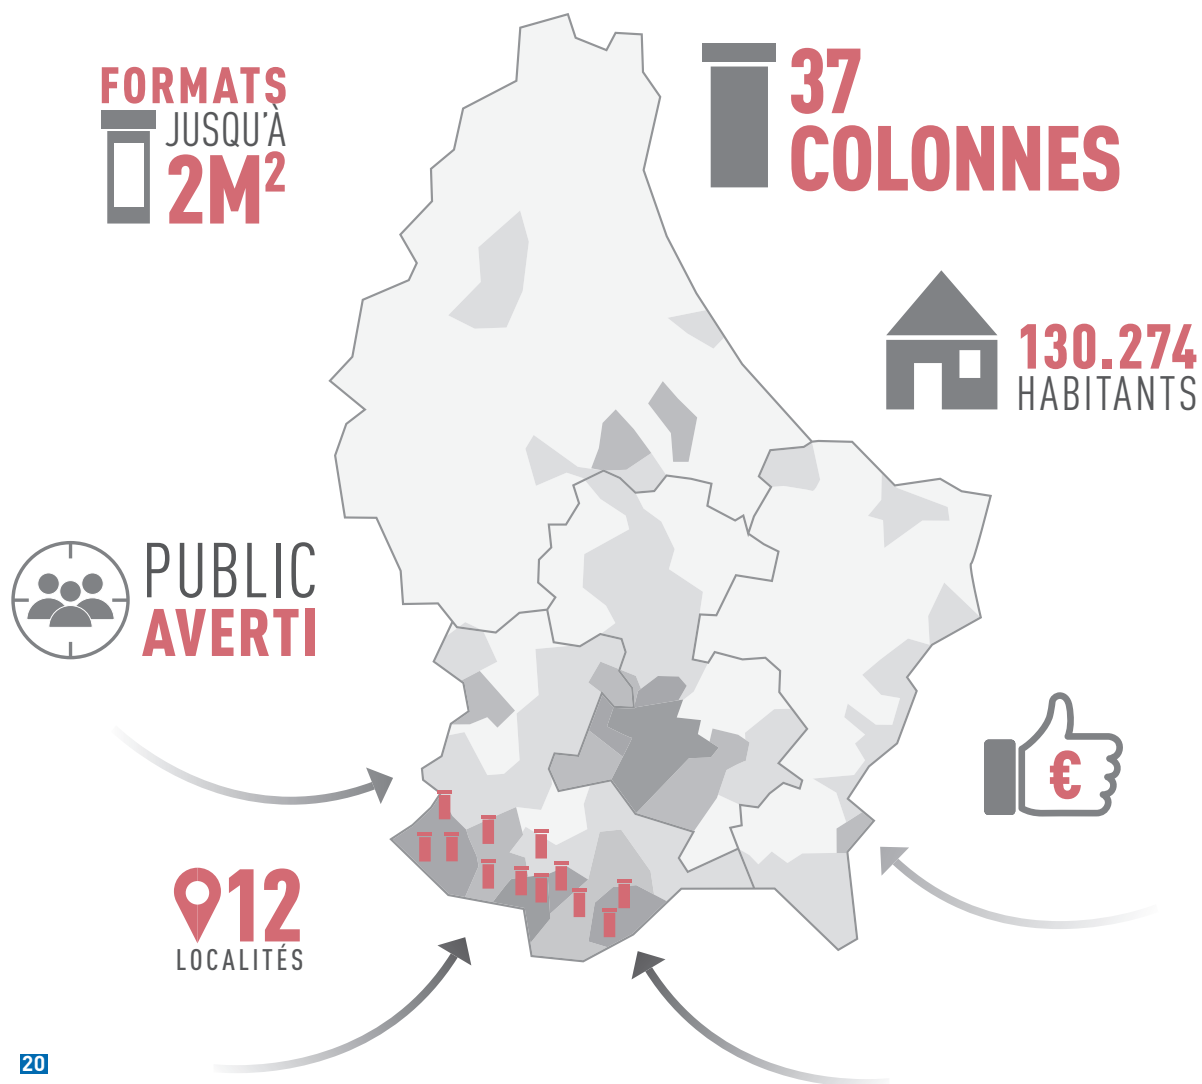 FORMATS
JUSQU'À
2M²
37
COLONNES
130.274
HABITANTS
PUBLIC
AVERTI
€
12
LOCALITÉS
20